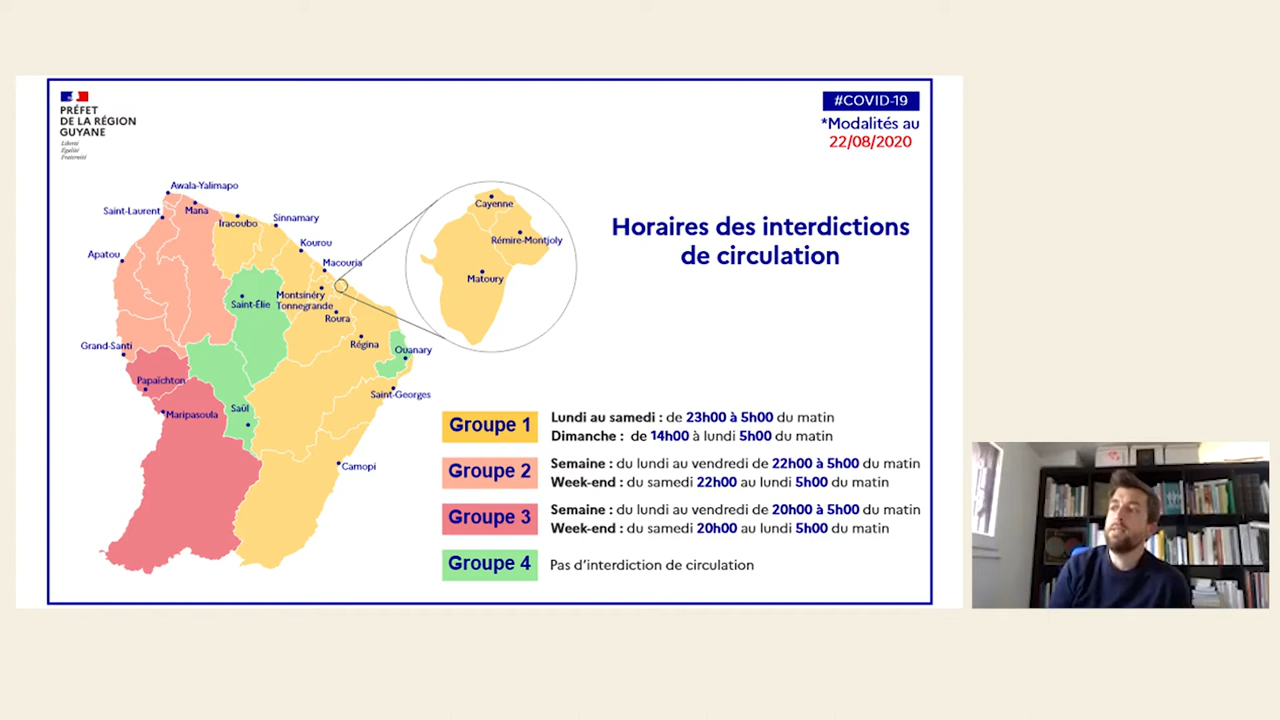 PRÉFET
DE LA RÉGION
GUYANE
Liberté
Égalité
Fraternité
#COVID-19
*Modalités au
22/08/2020
Awala-Yalimapo
Saint-Laurent
Mana
Iracoubo
Sinnamary
Kourou
Apatou
Macouria
Saint-Élie
Montsinéry
Tonnegrande
Roura
Régina
Grand-Santi
Ouanary
Papaïchton
Saint-Georges
Maripasoula
Saül
Camopi
Cayenne
Rémire-Montjoly
Matoury
Horaires des interdictions
de circulation
Groupe 1
Lundi au samedi : de 23h00 à 5h00 du matin
Dimanche : de 14h00 à lundi 5h00 du matin
Groupe 2
Semaine : du lundi au vendredi de 22h00 à 5h00 du matin
Week-end : du samedi 22h00 au lundi 5h00 du matin
Groupe 3
Semaine : du lundi au vendredi de 20h00 à 5h00 du matin
Week-end : du samedi 20h00 au lundi 5h00 du matin
Groupe 4
Pas d'interdiction de circulation